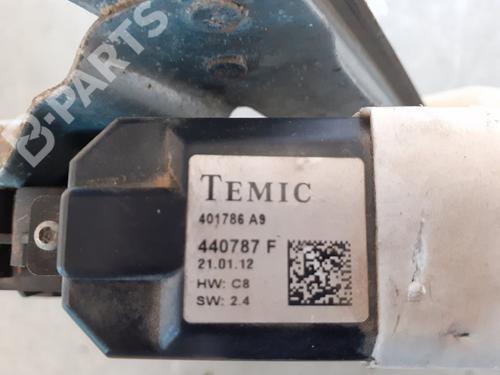 B-PARTS
TEMIC
401786 A9
440787 F
21.01.12
HW: C8
SW: 2.4